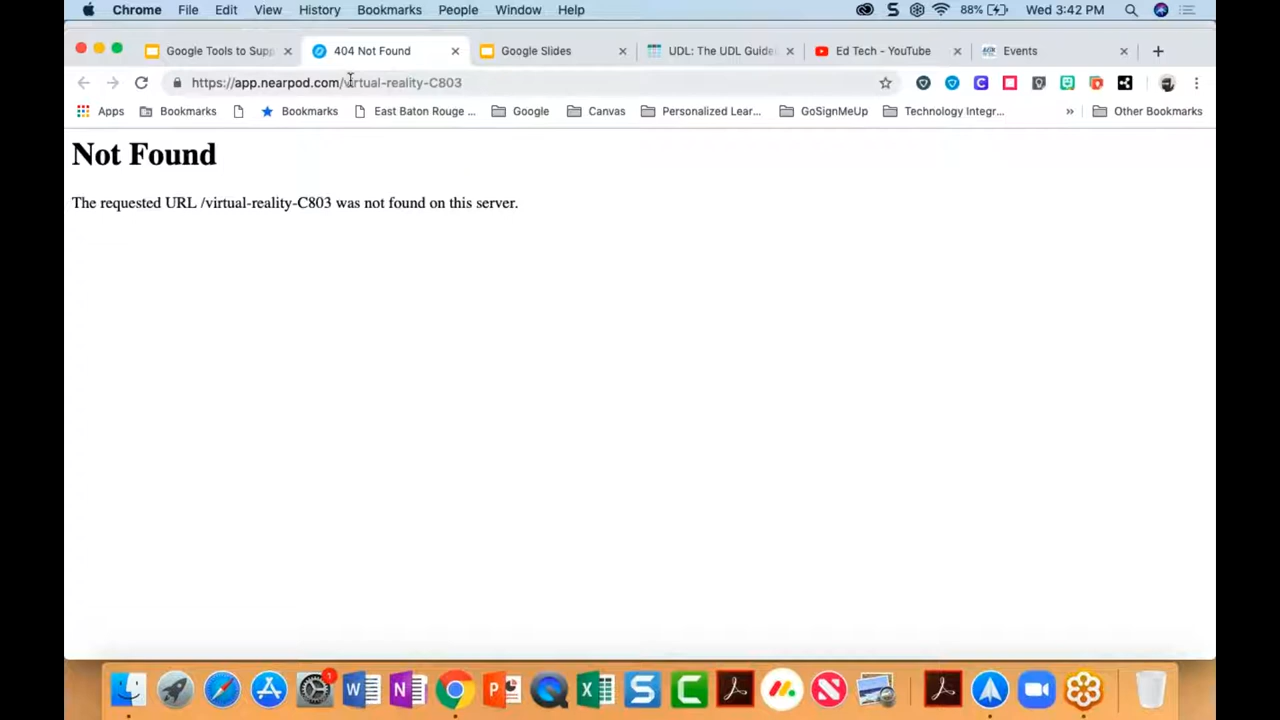 Chrome File Edit View History Bookmarks People Window Help 88% Wed 3:42 PM
Google Tools to Supp 404 Not Found Google Slides UDL: The UDL Guide Ed Tech - YouTube Events
https://app.nearpod.com/virtual-reality-C803
Apps Bookmarks Bookmarks East Baton Rouge ... Google Canvas Personalized Lear... GoSignMeUp Technology Integr... » Other Bookmarks
Not Found
The requested URL /virtual-reality-C803 was not found on this server.